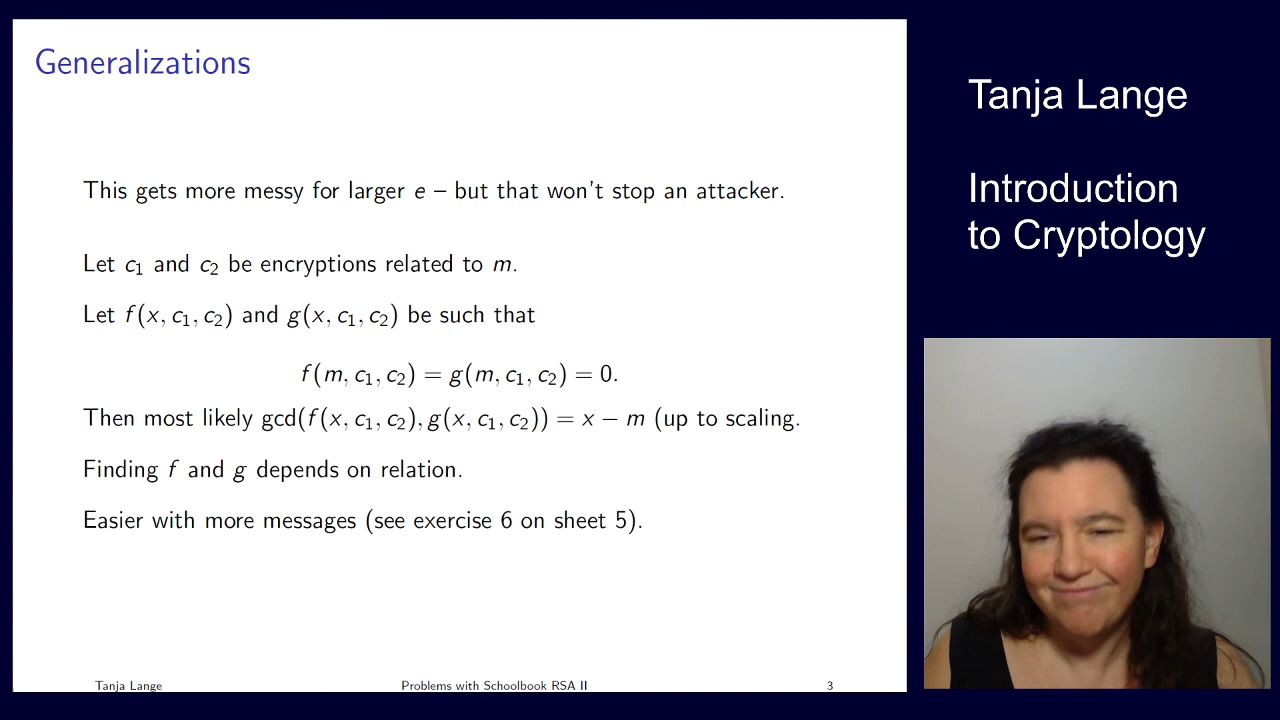 Generalizations
This gets more messy for larger e – but that won't stop an attacker.
Let c₁ and c₂ be encryptions related to m.
Let f(x, c₁, c₂) and g(x, c₁, c₂) be such that
f(m, c₁, c₂) = g(m, c₁, c₂) = 0.
Then most likely gcd(f(x, c₁, c₂), g(x, c₁, c₂)) = x − m (up to scaling.
Finding f and g depends on relation.
Easier with more messages (see exercise 6 on sheet 5).
Tanja Lange
Problems with Schoolbook RSA II
3
Tanja Lange
Introduction
to Cryptology